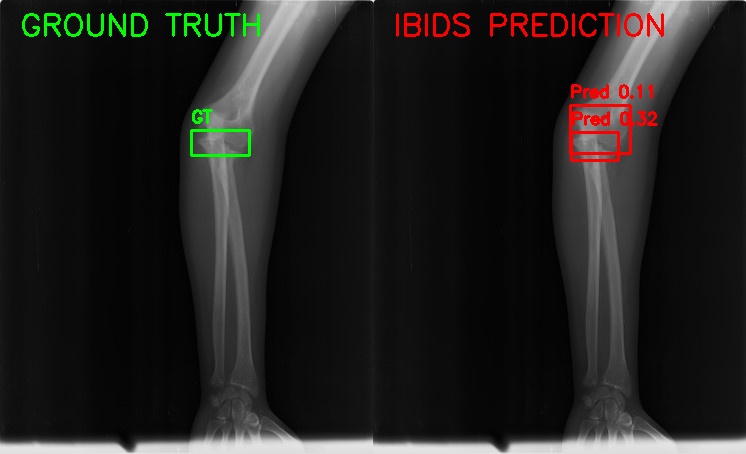 GROUND TRUTH
GT
IBIDS PREDICTION
Pred 0.11
Pred 0.32